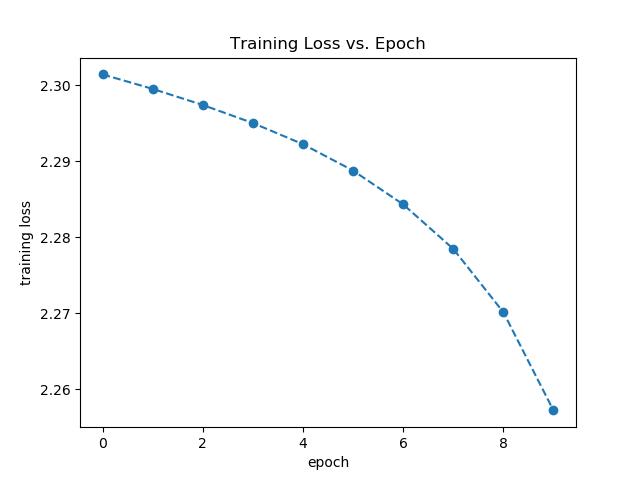 Training Loss vs. Epoch
2.30
2.29
2.28
2.27
2.26
training loss
0 2 4 6 8
epoch